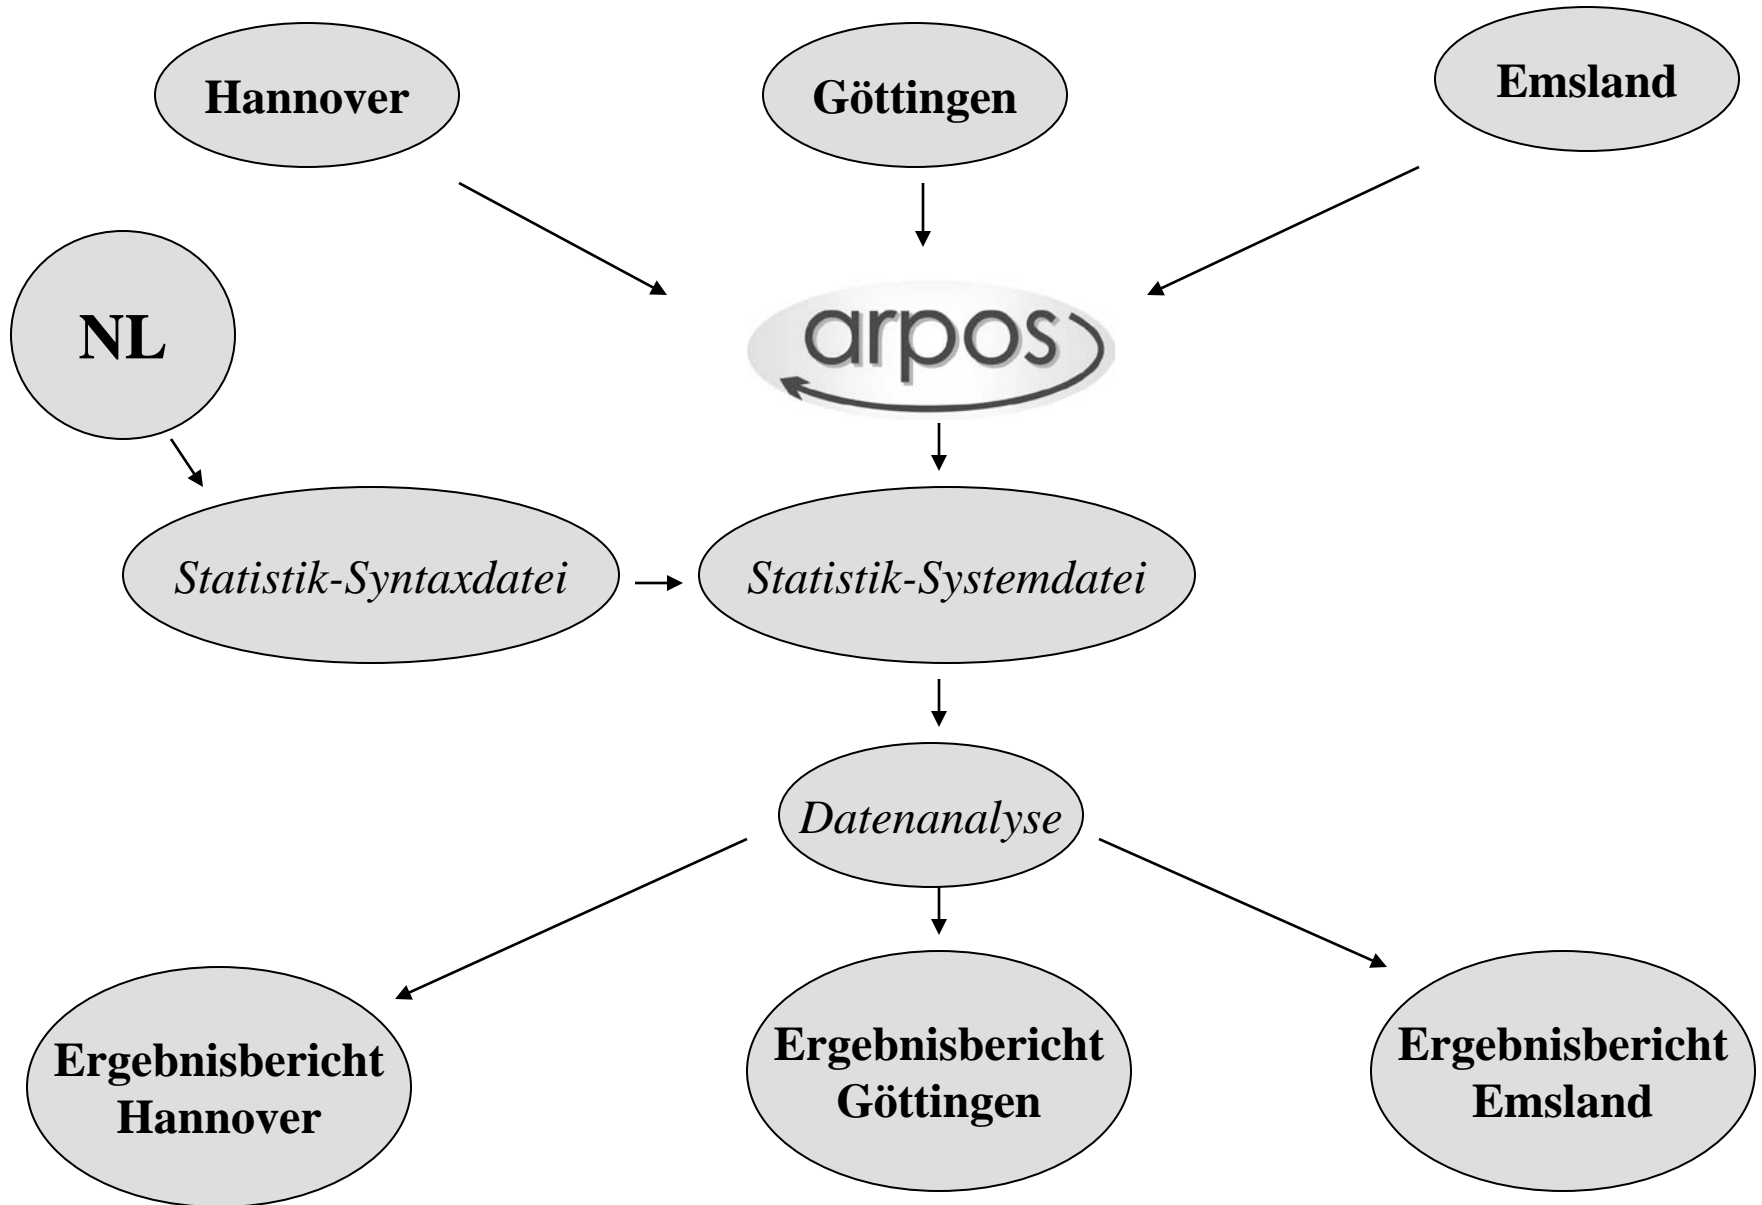 Hannover
Göttingen
Emsland
NL
arpos
Statistik-Syntaxdatei
Statistik-Systemdatei
Datenanalyse
Ergebnisbericht
Hannover
Ergebnisbericht
Göttingen
Ergebnisbericht
Emsland